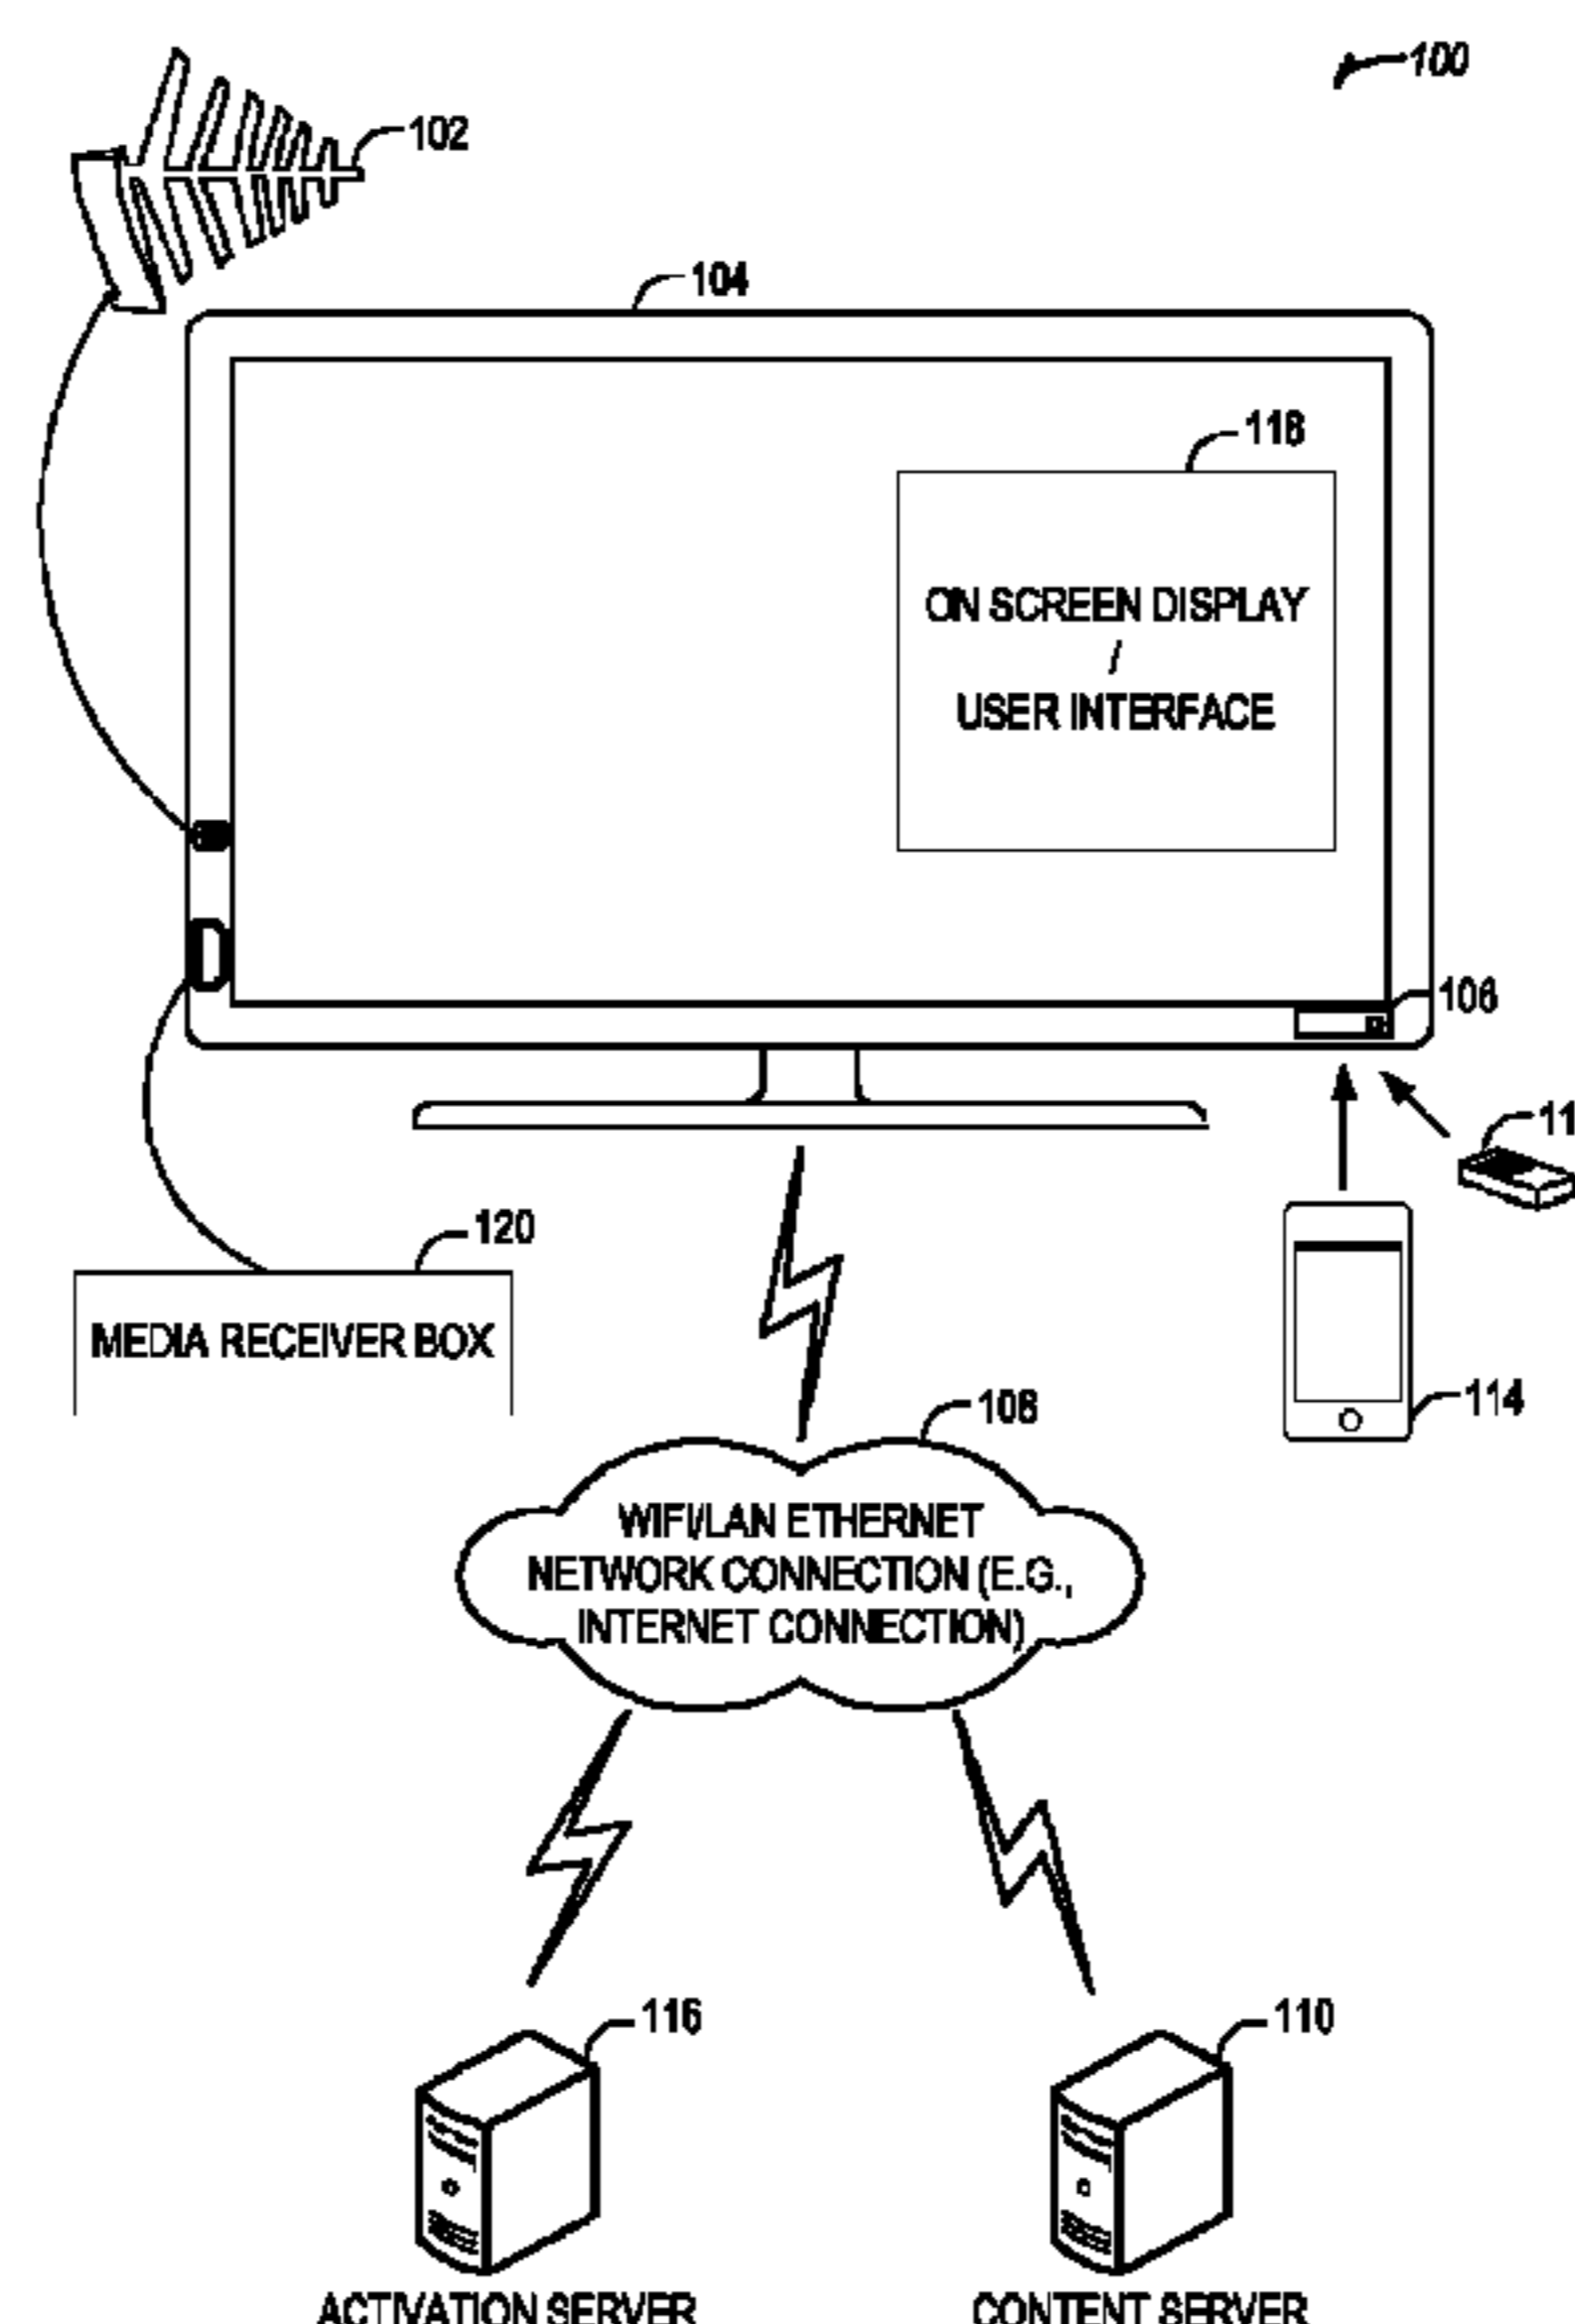 100
102
104
118
ON SCREEN DISPLAY
/
USER INTERFACE
106
120
MEDIA RECEIVER BOX
114
108
WIFI/LAN ETHERNET
NETWORK CONNECTION (E.G.,
INTERNET CONNECTION)
116
110
ACTIVATION SERVER
CONTENT SERVER